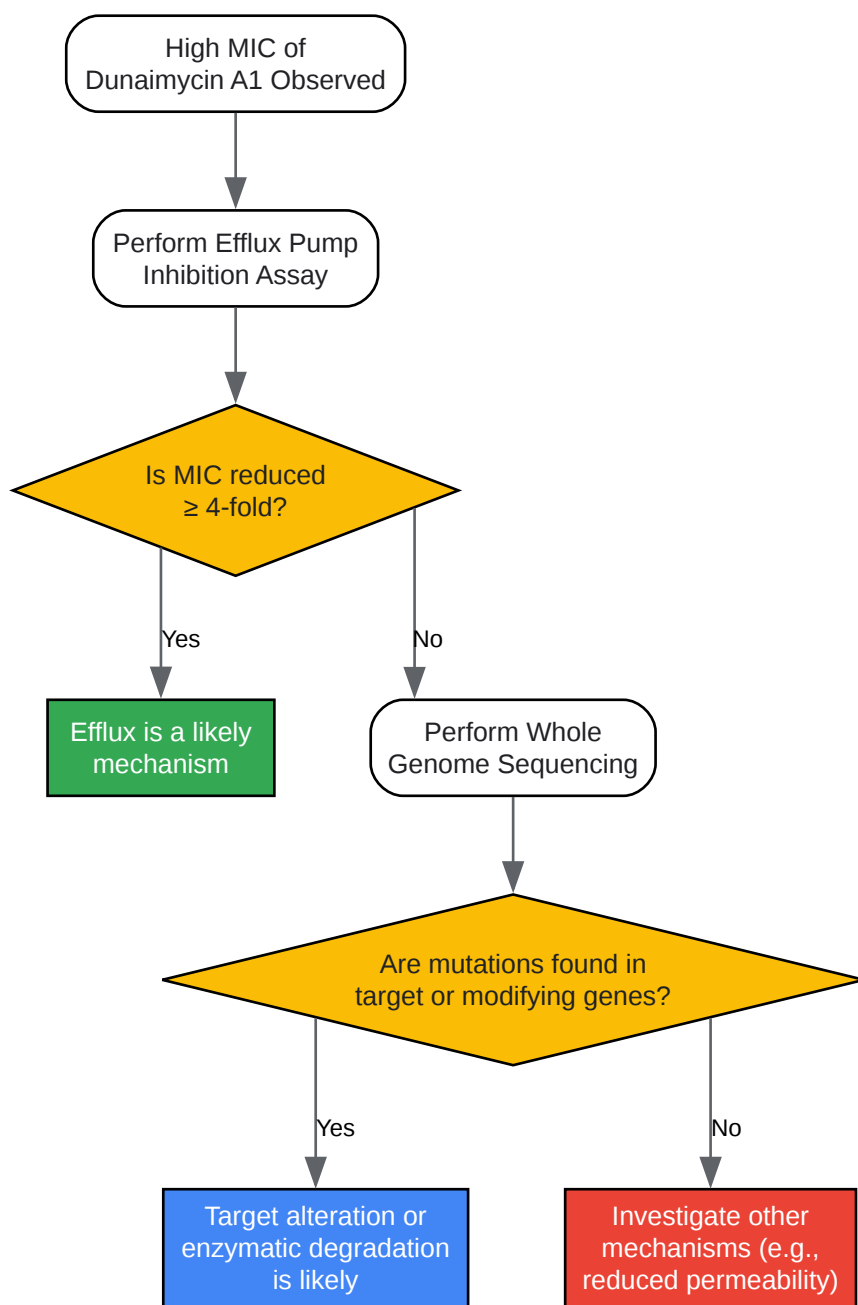 High MIC of
Dunaimycin A1 Observed
Perform Efflux Pump
Inhibition Assay
Is MIC reduced
≥ 4-fold?
Yes
No
Efflux is a likely
mechanism
Perform Whole
Genome Sequencing
Are mutations found in
target or modifying genes?
Yes
No
Target alteration or
enzymatic degradation
is likely
Investigate other
mechanisms (e.g.,
reduced permeability)